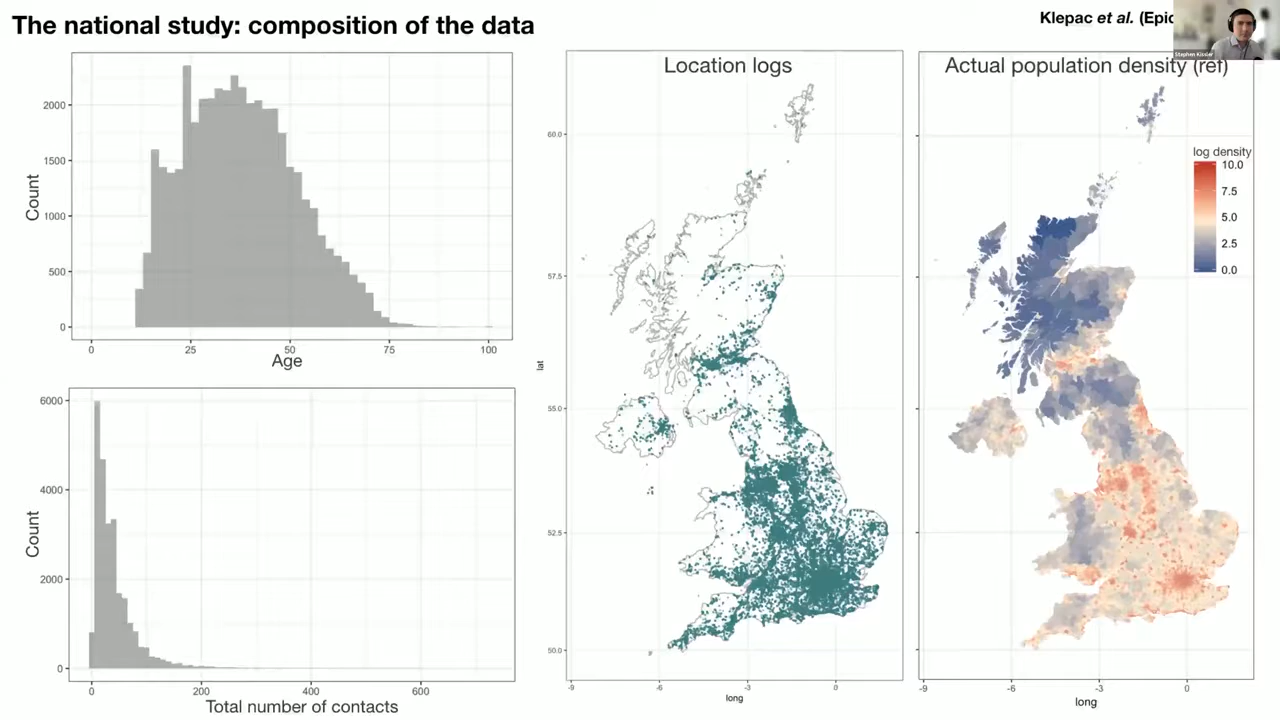 The national study: composition of the data
Klepac et al. (Epic
Stephen Kissler
2000
1500
1000
500
0
Count
0 25 50 75 100
Age
6000
4000
2000
0
Count
0 200 400 600
Total number of contacts
Location logs
60.0
57.5
55.0
52.5
50.0
lat
-9 -6 -3 0
long
Actual population density (ref)
log density
10.0
7.5
5.0
2.5
0.0
-9 -6 -3 0
long